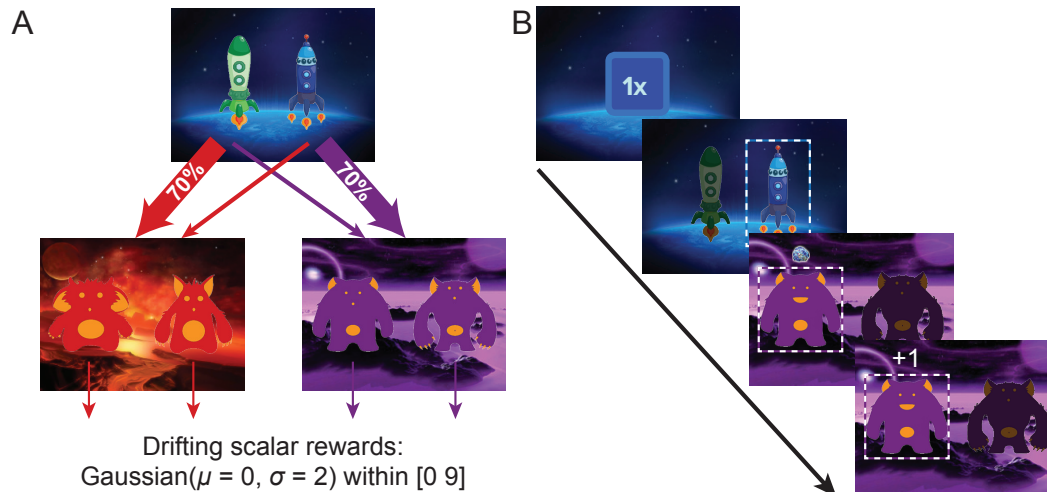 A
70%
70%
Drifting scalar rewards:
Gaussian(μ = 0, σ = 2) within [0 9]
B
1x
+1